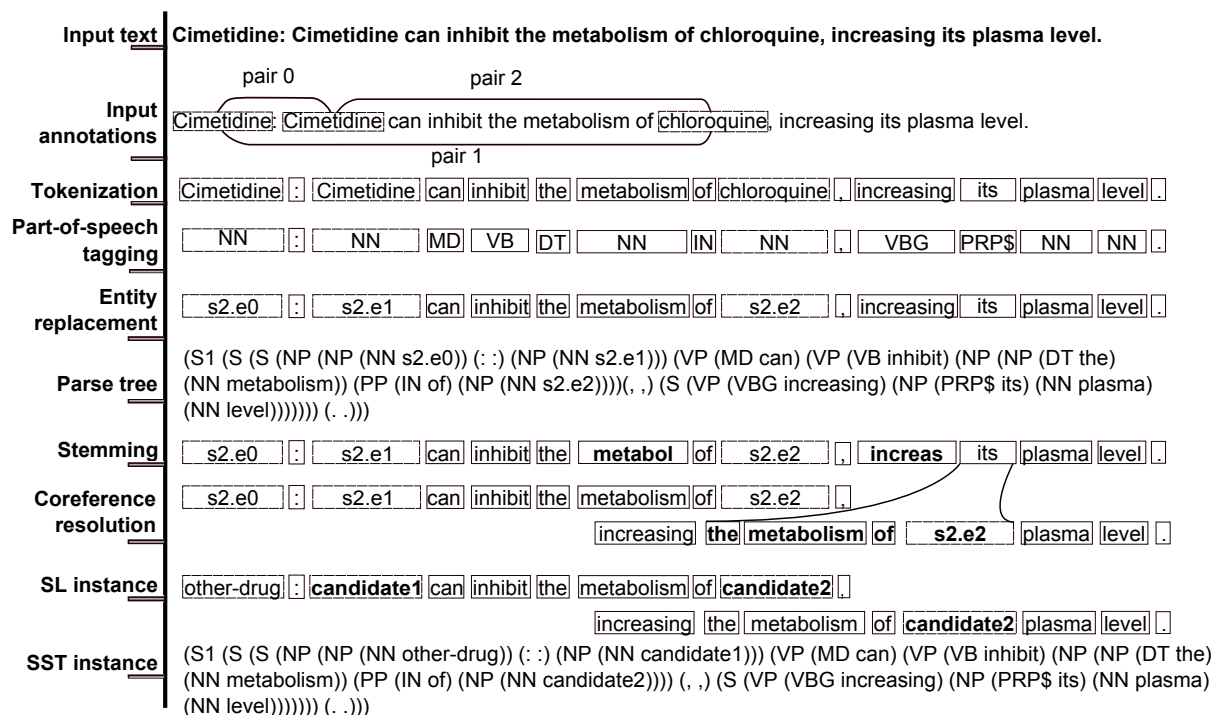 Input text Cimetidine: Cimetidine can inhibit the metabolism of chloroquine, increasing its plasma level.
pair 0 pair 2
Input annotations Cimetidine: Cimetidine can inhibit the metabolism of chloroquine, increasing its plasma level.
pair 1
Tokenization Cimetidine : Cimetidine can inhibit the metabolism of chloroquine , increasing its plasma level .
Part-of-speech tagging NN : NN MD VB DT NN IN NN , VBG PRP$ NN NN .
Entity replacement s2.e0 : s2.e1 can inhibit the metabolism of s2.e2 , increasing its plasma level .
(S1 (S (S (NP (NP (NN s2.e0)) (: :) (NP (NN s2.e1))) (VP (MD can) (VP (VB inhibit) (NP (NP (DT the)
Parse tree (NN metabolism)) (PP (IN of) (NP (NN s2.e2))))(, ,) (S (VP (VBG increasing) (NP (PRP$ its) (NN plasma)
(NN level))))))) (. .)))
Stemming s2.e0 : s2.e1 can inhibit the metabol of s2.e2 , increas its plasma level .
Coreference resolution s2.e0 : s2.e1 can inhibit the metabolism of s2.e2 ,
increasing the metabolism of s2.e2 plasma level .
SL instance other-drug : candidate1 can inhibit the metabolism of candidate2 ,
increasing the metabolism of candidate2 plasma level .
SST instance (S1 (S (S (NP (NP (NN other-drug)) (: :) (NP (NN candidate1))) (VP (MD can) (VP (VB inhibit) (NP (NP (DT the)
(NN metabolism)) (PP (IN of) (NP (NN candidate2)))) (, ,) (S (VP (VBG increasing) (NP (PRP$ its) (NN plasma)
(NN level))))))) (. .)))